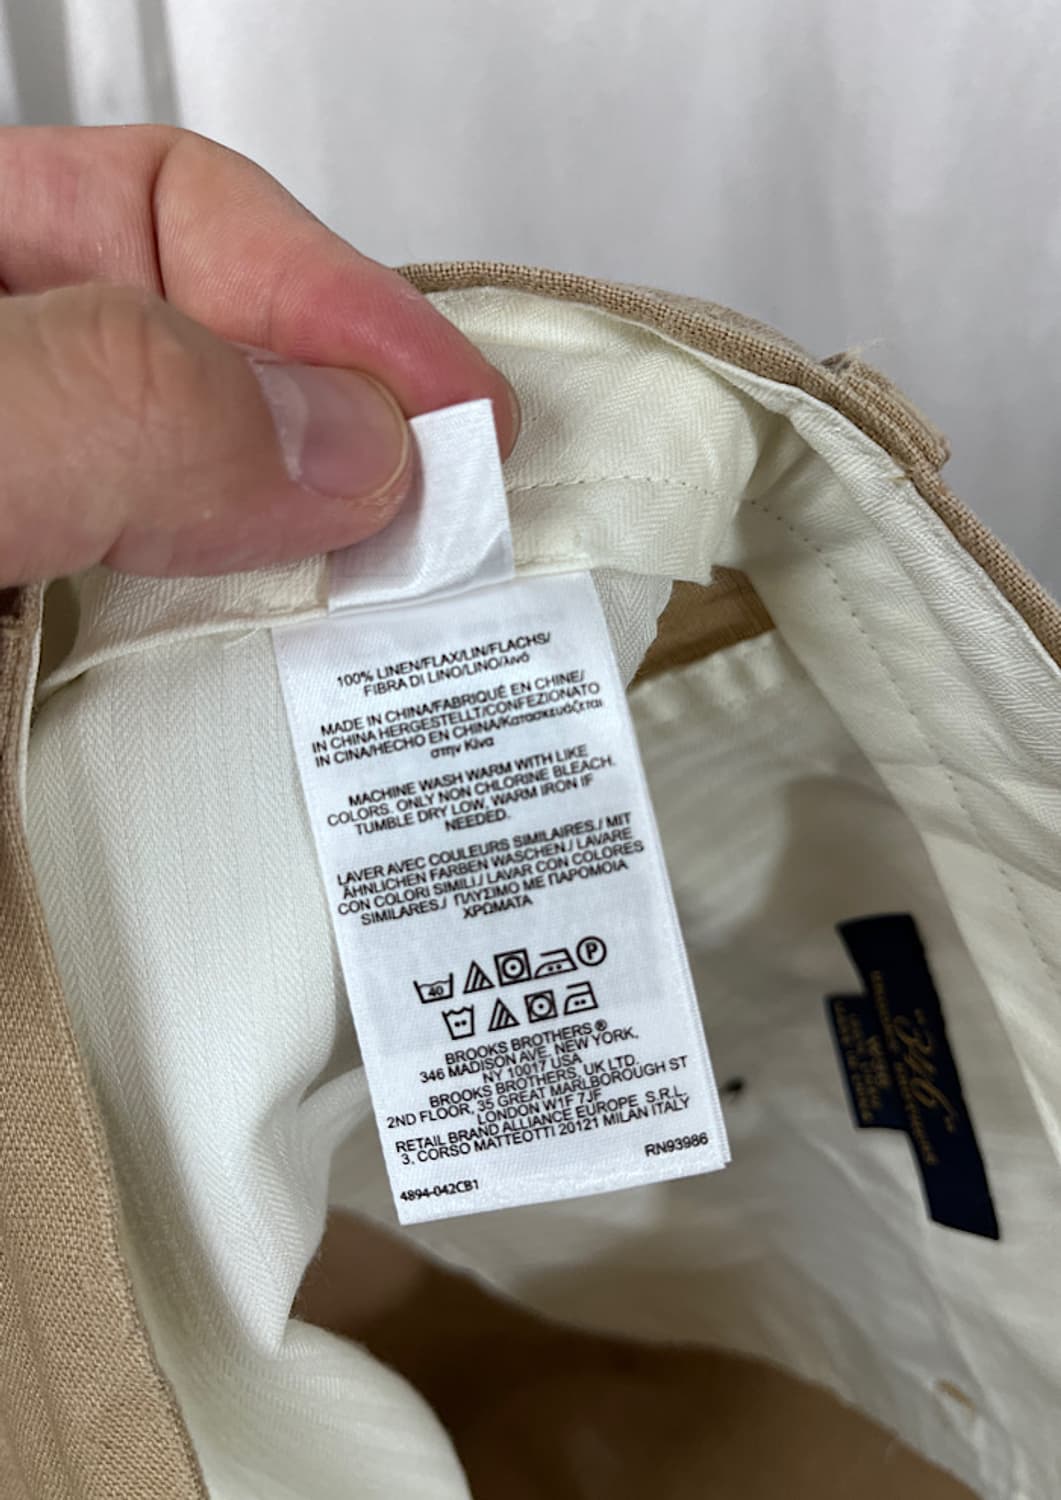 100% LINEN/FLAX/LIN/FLACHS/
FIBRA DI LINO/LINO/λινό
MADE IN CHINA/FABRIQUÉ EN CHINE/
IN CHINA HERGESTELLT/CONFEZIONATO
IN CINA/HECHO EN CHINA/Κατασκευάζεται
στην Κίνα
MACHINE WASH WARM WITH LIKE
COLORS. ONLY NON CHLORINE BLEACH.
TUMBLE DRY LOW, WARM IRON IF
NEEDED.
LAVER AVEC COULEURS SIMILAIRES./ MIT
ÄHNLICHEN FARBEN WASCHEN./ LAVARE
CON COLORI SIMILI./ LAVAR CON COLORES
SIMILARES./ ΠΛΥΣΙΜΟ ΜΕ ΠΑΡΟΜΟΙΑ
ΧΡΩΜΑΤΑ
40 P
BROOKS BROTHERS ®
346 MADISON AVE. NEW YORK,
NY 10017 USA
BROOKS BROTHERS, UK LTD.
2ND FLOOR, 35 GREAT MARLBOROUGH ST
LONDON W1F 7JF
RETAIL BRAND ALLIANCE EUROPE S.R.L.
3, CORSO MATTEOTTI 20121 MILAN ITALY
RN93986
4894-042CB1
"346"